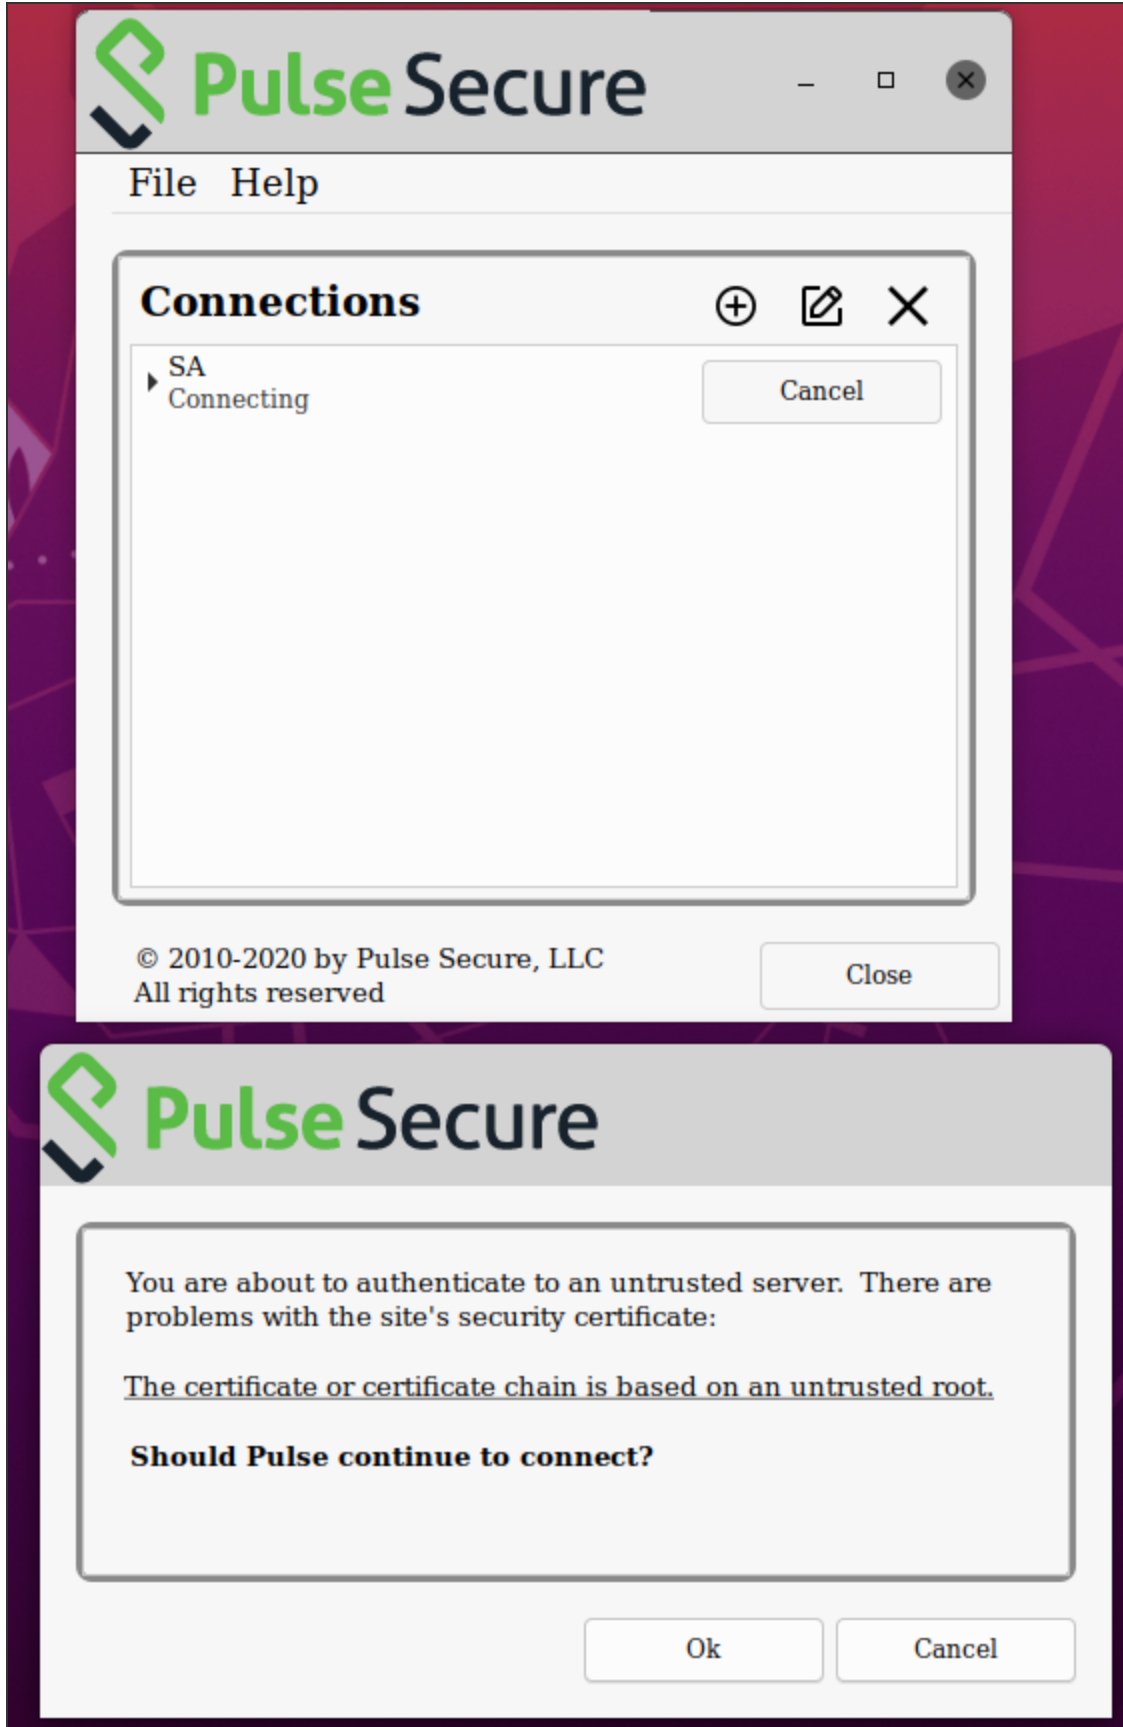 Pulse Secure
File Help
Connections
SA
Connecting
Cancel
© 2010-2020 by Pulse Secure, LLC
All rights reserved
Close
Pulse Secure
You are about to authenticate to an untrusted server. There are
problems with the site's security certificate:
The certificate or certificate chain is based on an untrusted root.
Should Pulse continue to connect?
Ok Cancel